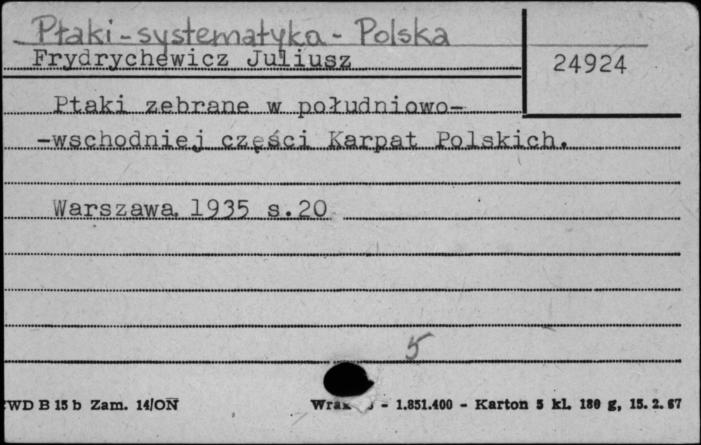 Ptaki - systematyka - Polska
Frydrychewicz Juliusz
24924
Ptaki zebrane w południowo-
-wschodniej części Karpat Polskich.
Warszawa 1935 s.20
5
WD B 15 b Zam. 14/ON
- 1.851.400 - Karton 5 kl. 180 g, 15. 2. 67